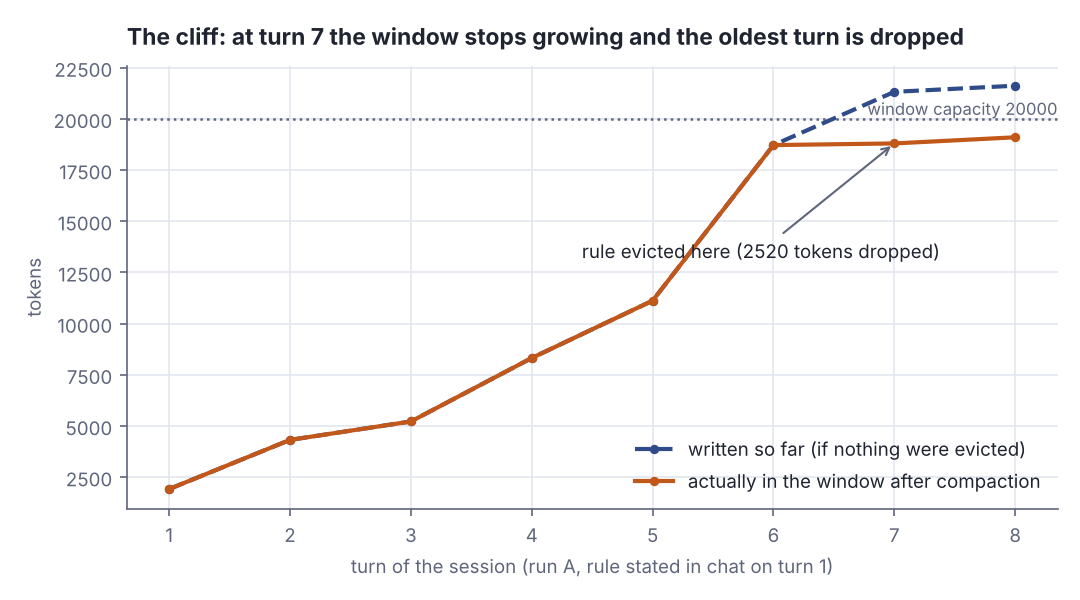 The cliff: at turn 7 the window stops growing and the oldest turn is dropped
22500
20000
17500
15000
12500
10000
7500
5000
2500
tokens
window capacity 20000
rule evicted here (2520 tokens dropped)
written so far (if nothing were evicted)
actually in the window after compaction
1 2 3 4 5 6 7 8
turn of the session (run A, rule stated in chat on turn 1)